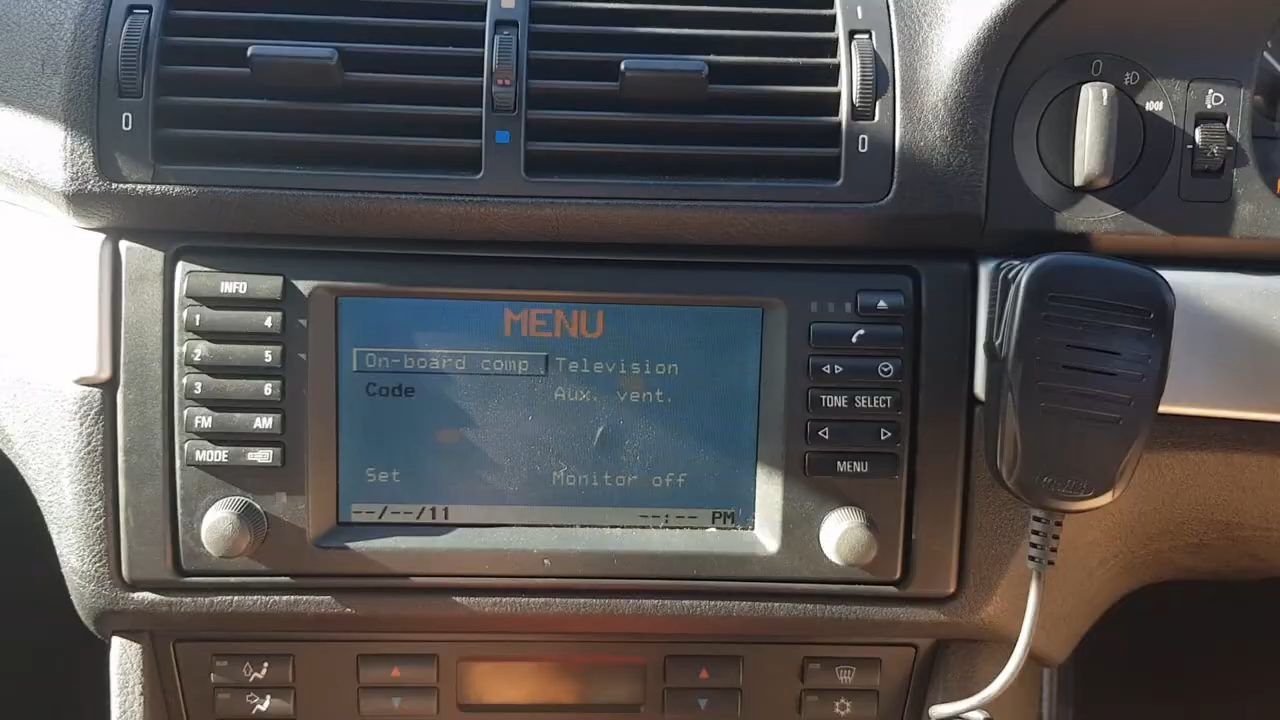 0
0
I
0
INFO
1 4
2 5
3 6
FM AM
MODE
MENU
On-board comp.
Television
Code
Aux. vent.
Set
Monitor off
--/--/11
--:-- PM
TONE SELECT
MENU